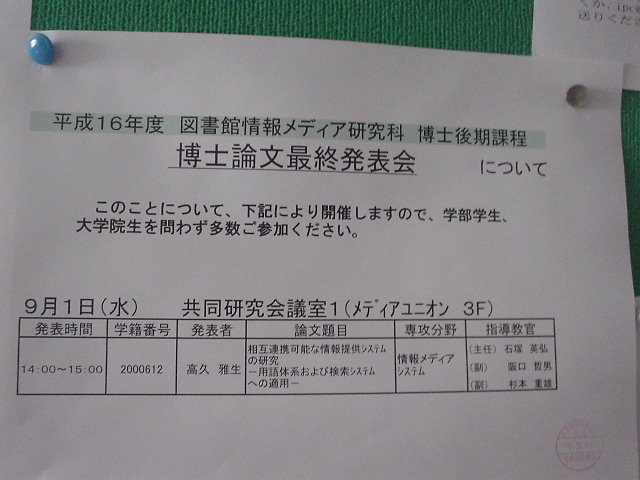 くか、ipc
送りくださ
平成16年度 図書館情報メディア研究科 博士後期課程
博士論文最終発表会 について
このことについて、下記により開催しますので、学部学生、
大学院生を問わず多数ご参加ください。
9月1日(水) 共同研究会議室1(ﾒﾃﾞｨｱユニオン 3F)
発表時間 学籍番号 発表者 論文題目 専攻分野 指導教官
14:00～15:00 2000612 高久 雅生
相互連携可能な情報提供ｼｽﾃﾑ
の研究
－用語体系および検索ｼｽﾃﾑ
への適用－
情報メディア
システム
(主任) 石塚 英弘
(副) 阪口 哲男
(副) 杉本 重雄